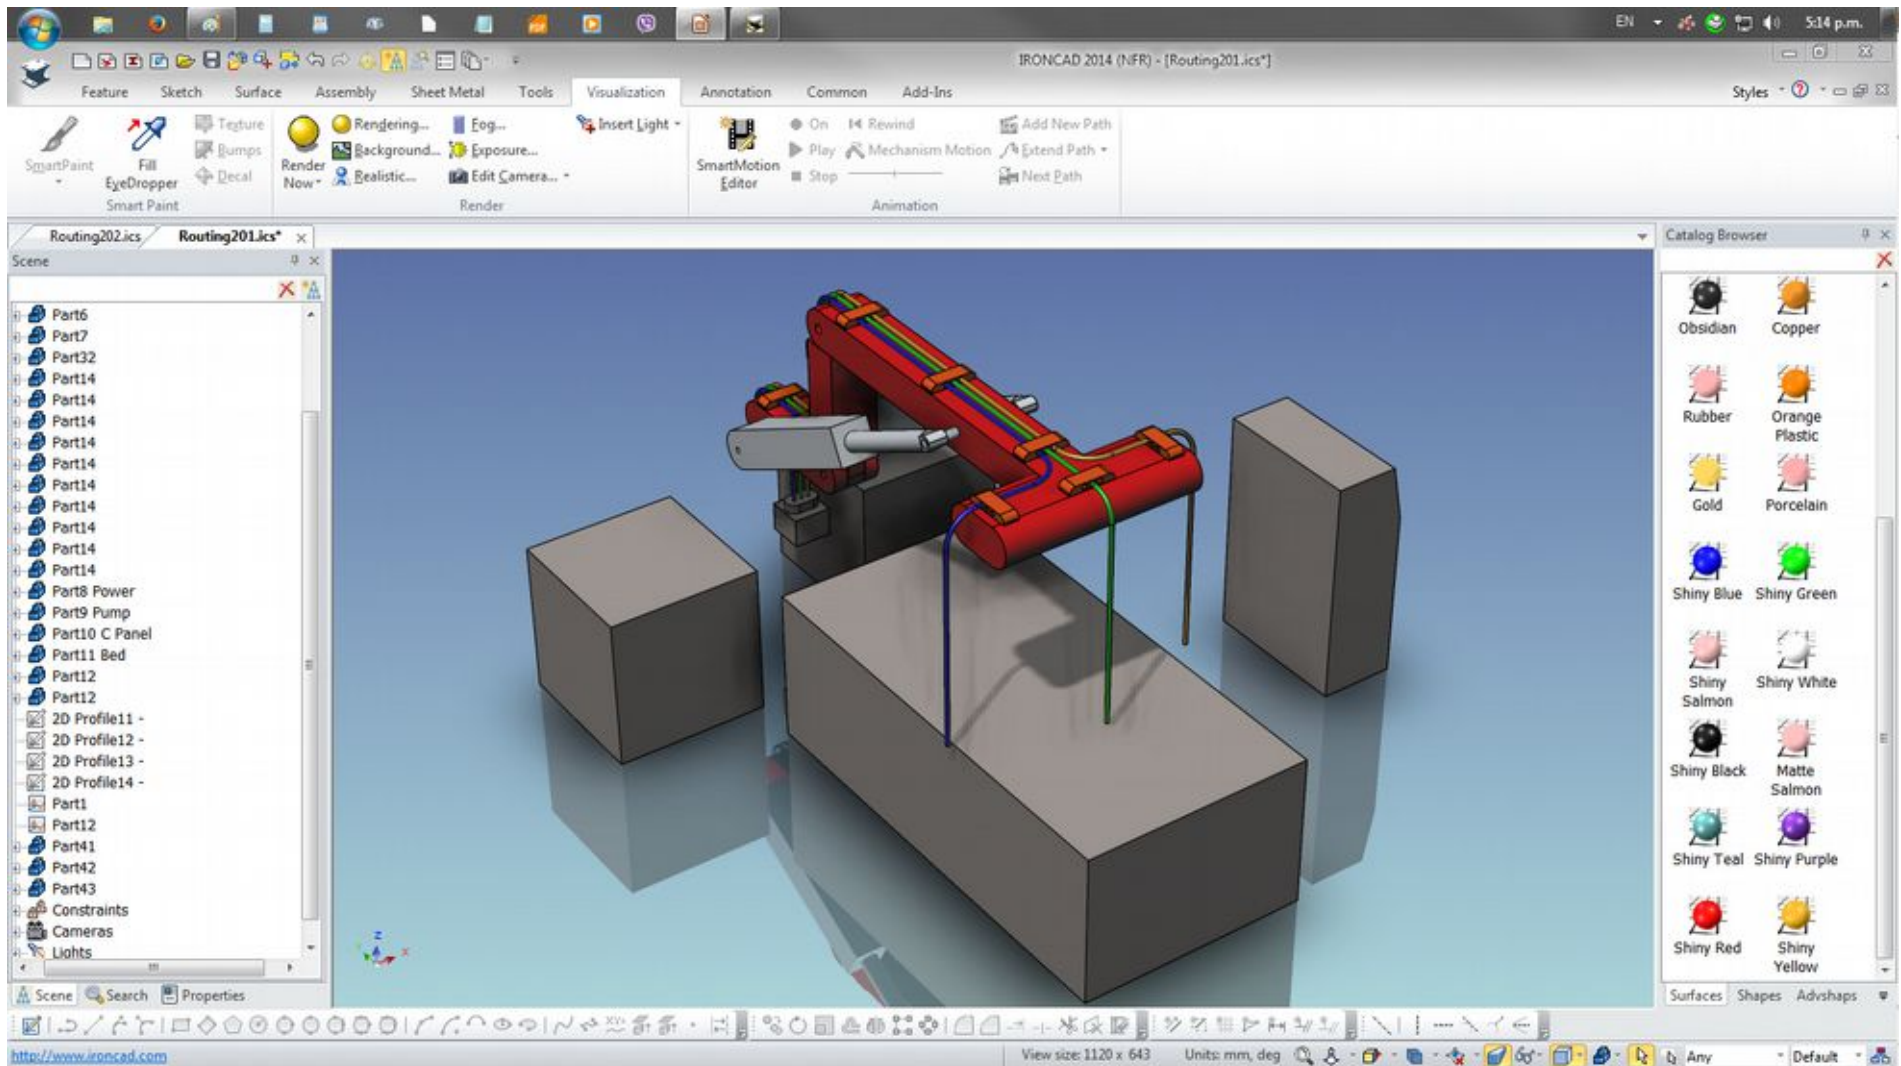 EN 5:14 p.m.
IRONCAD 2014 (NFR) - [Routing201.ics*]
Feature Sketch Surface Assembly Sheet Metal Tools Visualization Annotation Common Add-Ins Styles
Texture Rendering... Fog... Insert Light On Rewind Add New Path
SmartPaint Fill Bumps Render Background... Exposure... SmartMotion Play Mechanism Motion Extend Path
EyeDropper Decal Now Realistic... Edit Camera... Editor Stop Next Path
Smart Paint Render Animation
Routing202.ics Routing201.ics*
Scene
Part6
Part7
Part32
Part14
Part14
Part14
Part14
Part14
Part14
Part14
Part14
Part14
Part14
Part8 Power
Part9 Pump
Part10 C Panel
Part11 Bed
Part12
Part12
2D Profile11 -
2D Profile12 -
2D Profile13 -
2D Profile14 -
Part1
Part12
Part41
Part42
Part43
Constraints
Cameras
Lights
Scene Search Properties
Z
X
Catalog Browser
Obsidian Copper
Rubber Orange
Plastic
Gold Porcelain
Shiny Blue Shiny Green
Shiny Shiny White
Salmon
Shiny Black Matte
Salmon
Shiny Teal Shiny Purple
Shiny Red Shiny
Yellow
Surfaces Shapes Advshaps
http://www.ironcad.com View size: 1120 x 643 Units: mm, deg Any Default